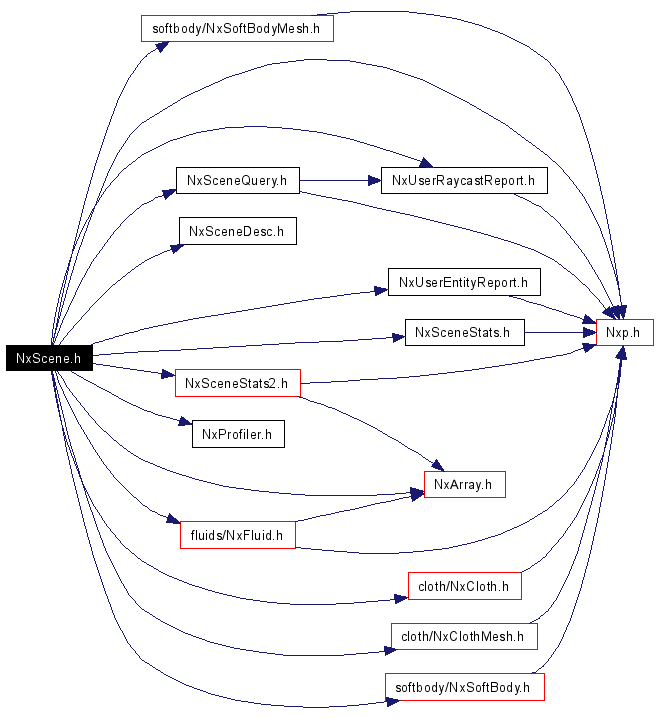 softbody/NxSoftBodyMesh.h
NxSceneQuery.h
NxUserRaycastReport.h
NxSceneDesc.h
NxUserEntityReport.h
NxSceneStats.h
Nxp.h
NxScene.h
NxSceneStats2.h
NxProfiler.h
NxArray.h
fluids/NxFluid.h
cloth/NxCloth.h
cloth/NxClothMesh.h
softbody/NxSoftBody.h